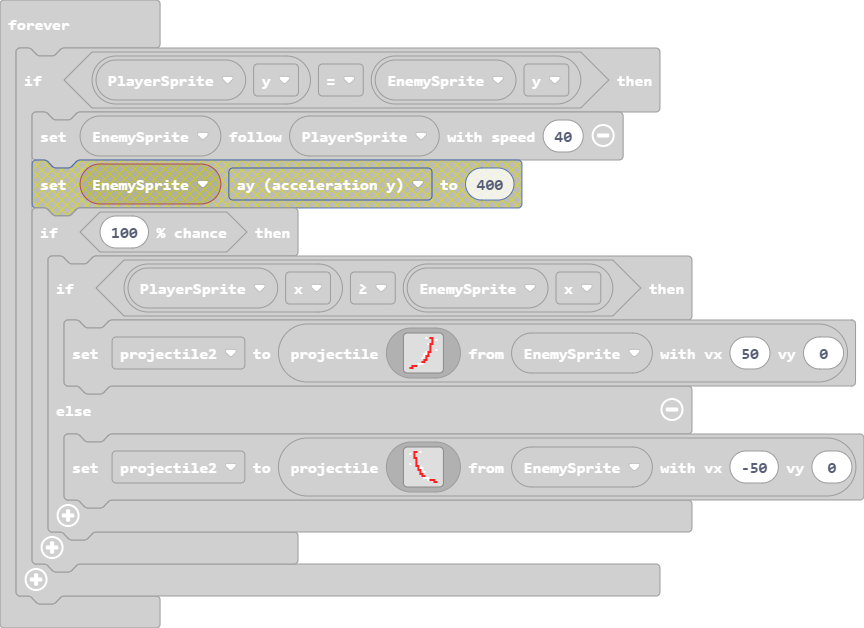 forever
if PlayerSprite y = EnemySprite y then
set EnemySprite follow PlayerSprite with speed 40
set EnemySprite ay (acceleration y) to 400
if 100 % chance then
if PlayerSprite x ≥ EnemySprite x then
set projectile2 to projectile from EnemySprite with vx 50 vy 0
else
set projectile2 to projectile from EnemySprite with vx -50 vy 0